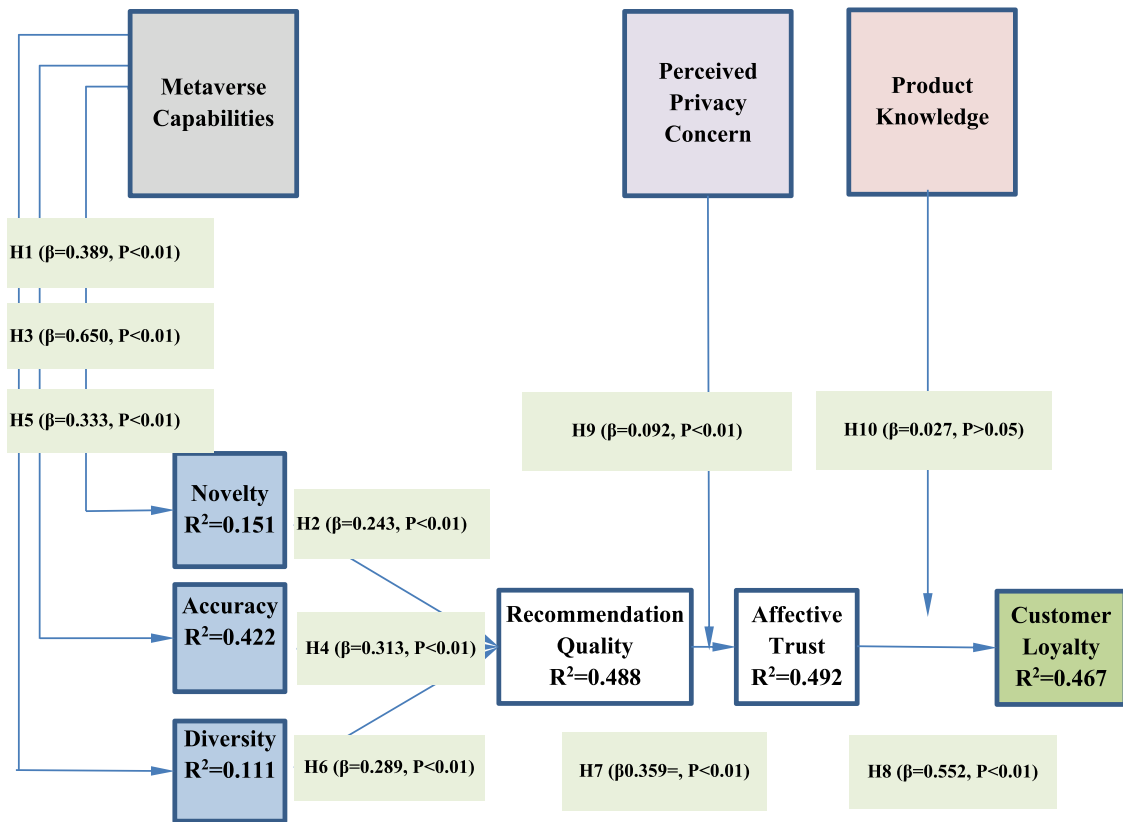 Metaverse
Capabilities
Perceived
Privacy
Concern
Product
Knowledge
H1 (β=0.389, P<0.01)
H3 (β=0.650, P<0.01)
H5 (β=0.333, P<0.01)
H9 (β=0.092, P<0.01)
H10 (β=0.027, P>0.05)
Novelty
R²=0.151
H2 (β=0.243, P<0.01)
Accuracy
R²=0.422
H4 (β=0.313, P<0.01)
Recommendation
Quality
R²=0.488
Affective
Trust
R²=0.492
Customer
Loyalty
R²=0.467
Diversity
R²=0.111
H6 (β=0.289, P<0.01)
H7 (β0.359=, P<0.01)
H8 (β=0.552, P<0.01)